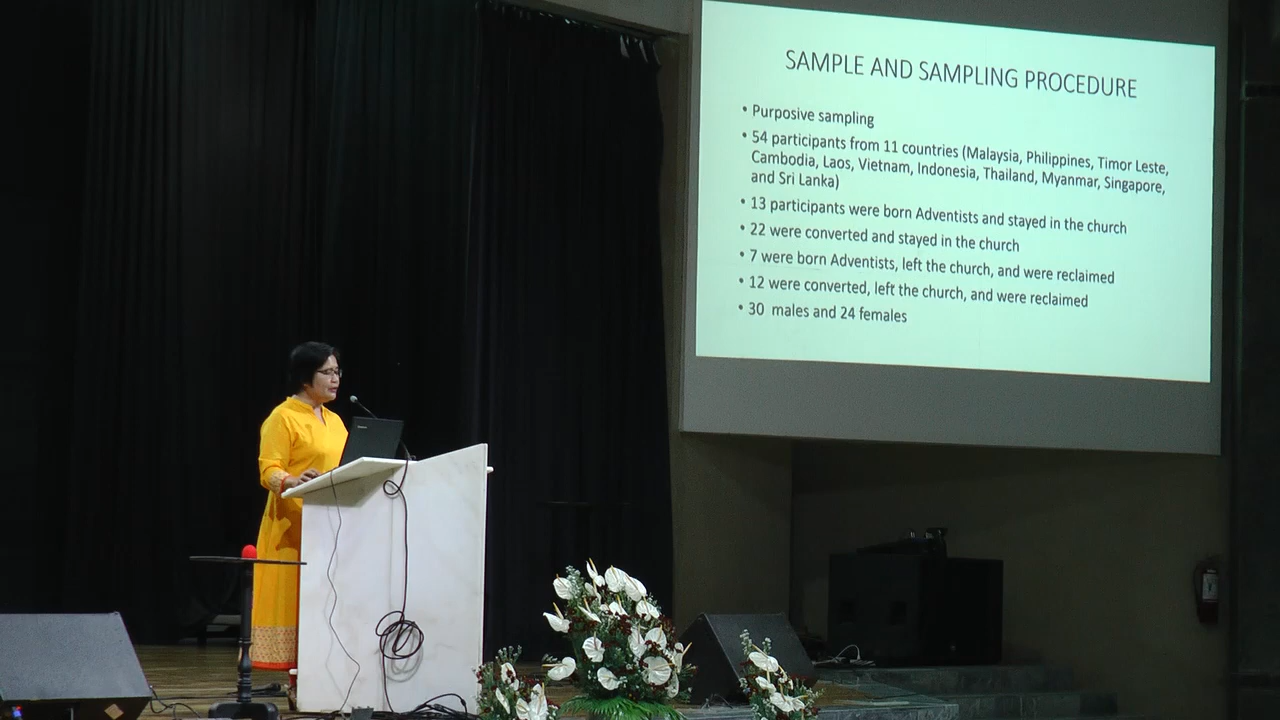 SAMPLE AND SAMPLING PROCEDURE
• Purposive sampling
• 54 participants from 11 countries (Malaysia, Philippines, Timor Leste,
Cambodia, Laos, Vietnam, Indonesia, Thailand, Myanmar, Singapore,
and Sri Lanka)
• 13 participants were born Adventists and stayed in the church
• 22 were converted and stayed in the church
• 7 were born Adventists, left the church, and were reclaimed
• 12 were converted, left the church, and were reclaimed
• 30 males and 24 females